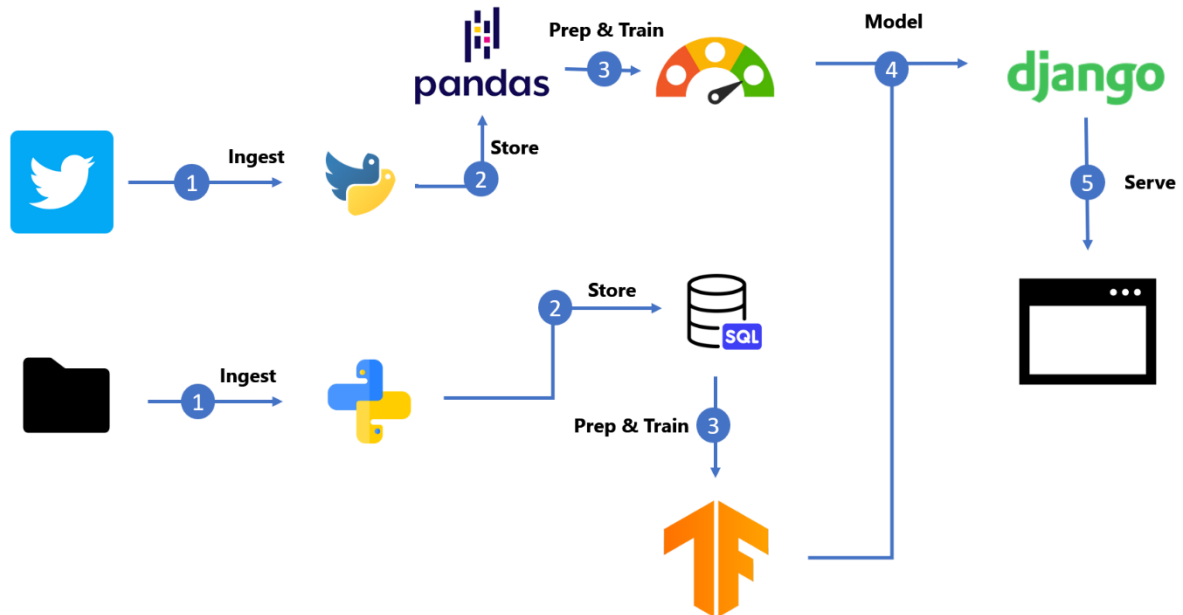 Prep & Train
3
pandas
Model
4
django
Ingest
1
Store
2
5
Serve
Store
2
SQL
Ingest
1
Prep & Train
3